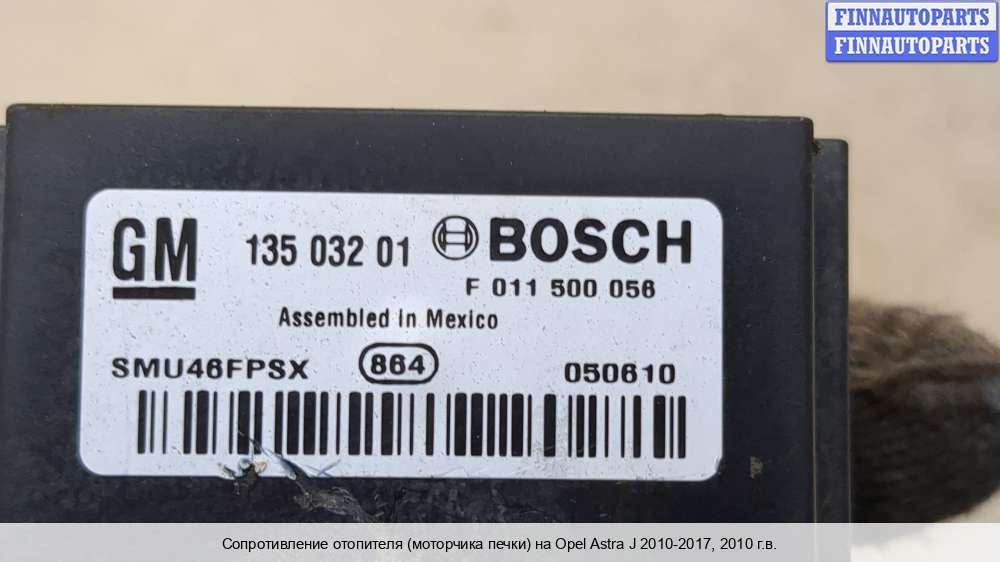 FINNAUTOPARTS
FINNAUTOPARTS
GM 135 032 01 BOSCH
F 011 500 056
Assembled in Mexico
SMU46FPSX 864 050610
Сопротивление отопителя (моторчика печки) на Opel Astra J 2010-2017, 2010 г.в.